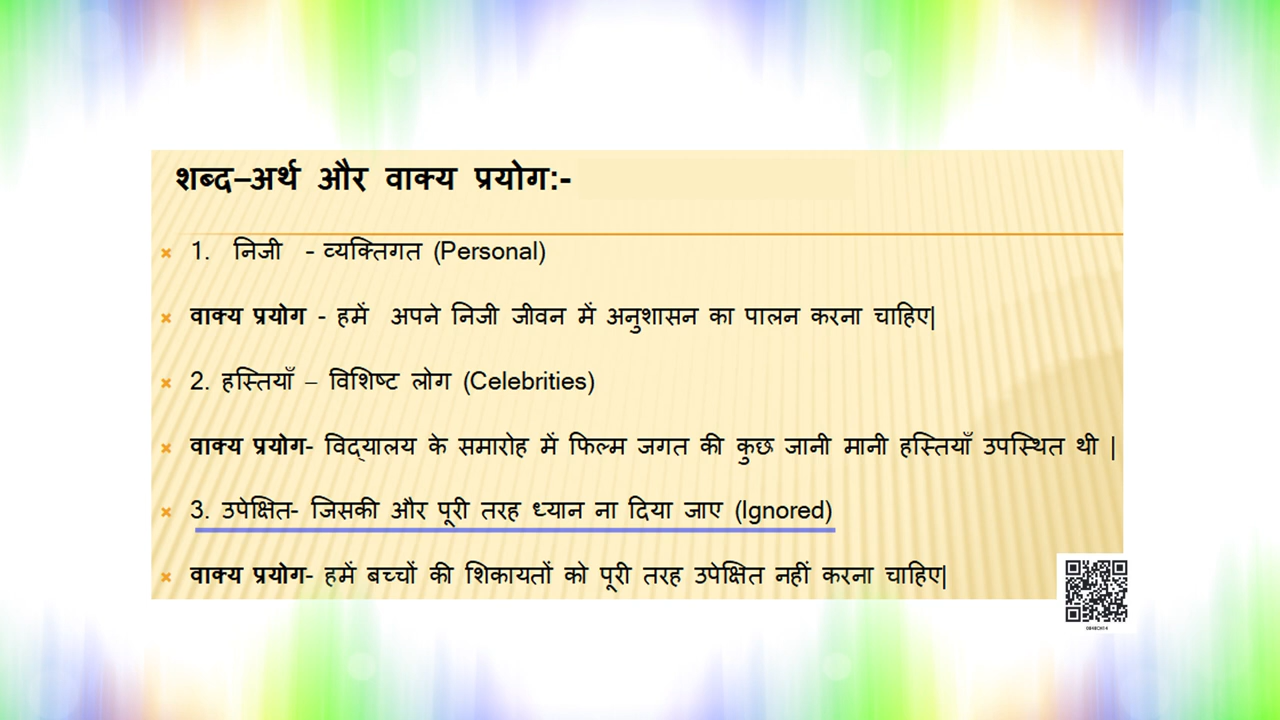 शब्द–अर्थ और वाक्य प्रयोग:-
1. निजी - व्यक्तिगत (Personal)
वाक्य प्रयोग - हमें अपने निजी जीवन में अनुशासन का पालन करना चाहिए|
2. हस्तियाँ – विशिष्ट लोग (Celebrities)
वाक्य प्रयोग- विद्यालय के समारोह में फिल्म जगत की कुछ जानी मानी हस्तियाँ उपस्थित थी |
3. उपेक्षित- जिसकी और पूरी तरह ध्यान ना दिया जाए (Ignored)
वाक्य प्रयोग- हमें बच्चों की शिकायतों को पूरी तरह उपेक्षित नहीं करना चाहिए|